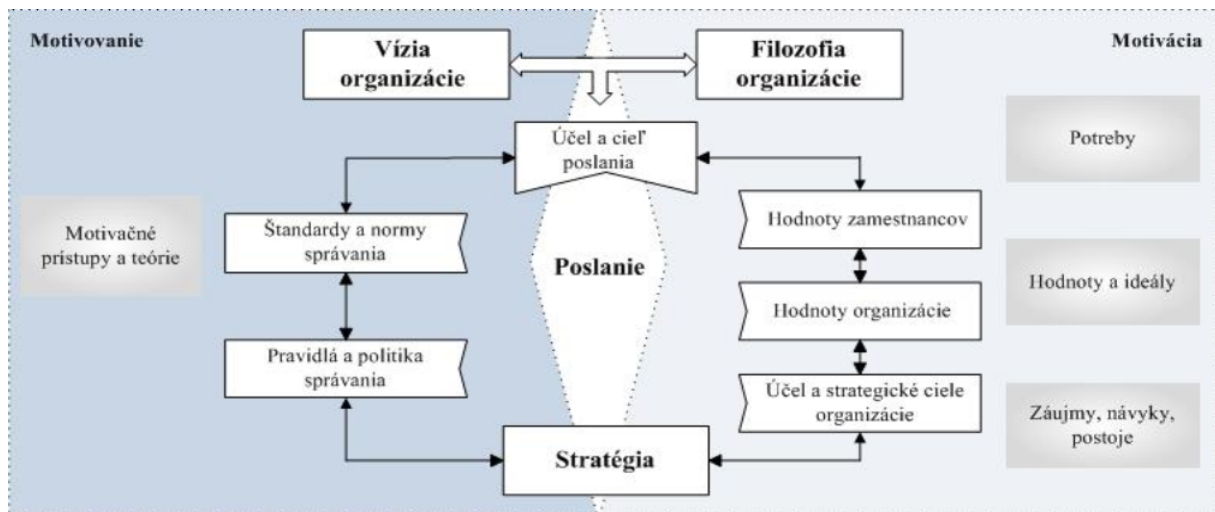 Motivovanie
Vízia
organizácie
Filozofia
organizácie
Motivácia
Účel a cieľ
poslania
Potreby
Motivačné
prístupy a teórie
Štandardy a normy
správania
Hodnoty zamestnancov
Poslanie
Hodnoty a ideály
Hodnoty organizácie
Pravidlá a politika
správania
Účel a strategické ciele
organizácie
Záujmy, návyky,
postoje
Stratégia